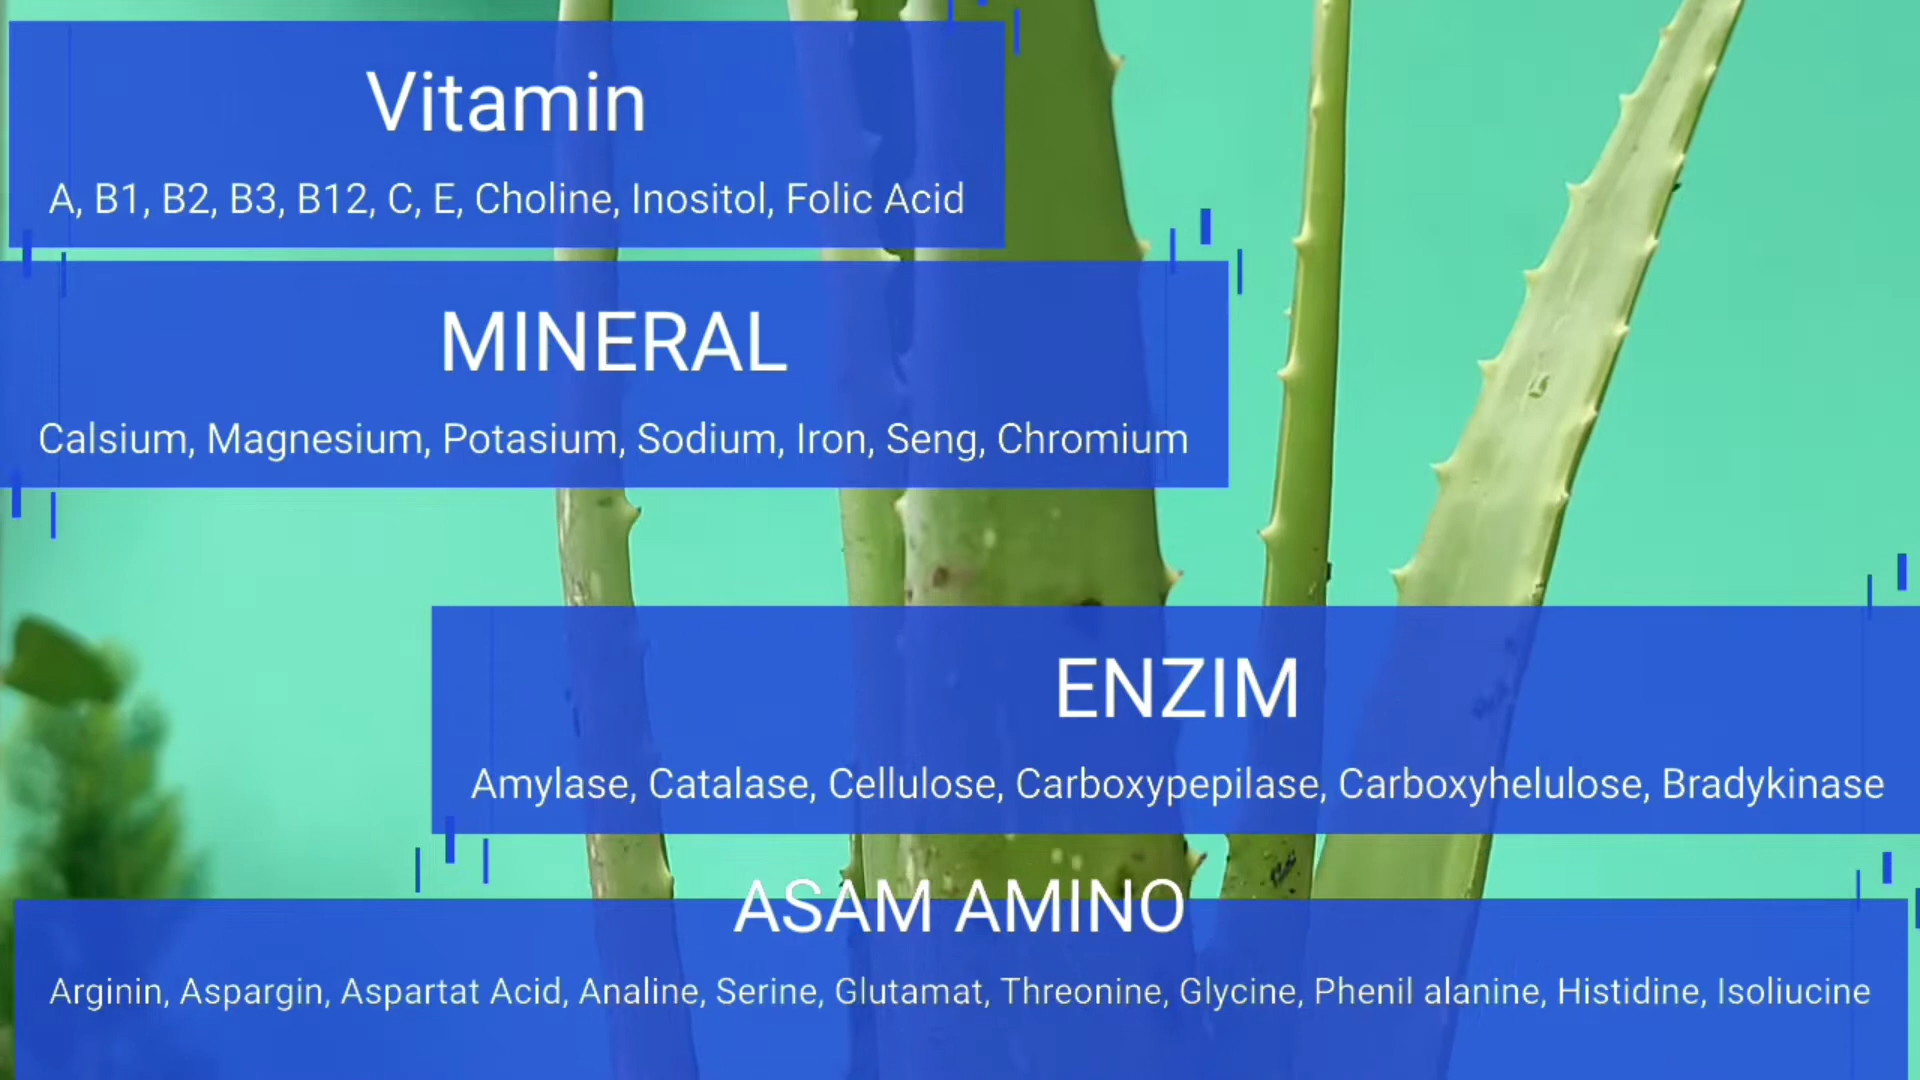 Vitamin
A, B1, B2, B3, B12, C, E, Choline, Inositol, Folic Acid
MINERAL
Calsium, Magnesium, Potasium, Sodium, Iron, Seng, Chromium
ENZIM
Amylase, Catalase, Cellulose, Carboxypepilase, Carboxyhelulose, Bradykinase
ASAM AMINO
Arginin, Aspargin, Aspartat Acid, Analine, Serine, Glutamat, Threonine, Glycine, Phenil alanine, Histidine, Isoliucine